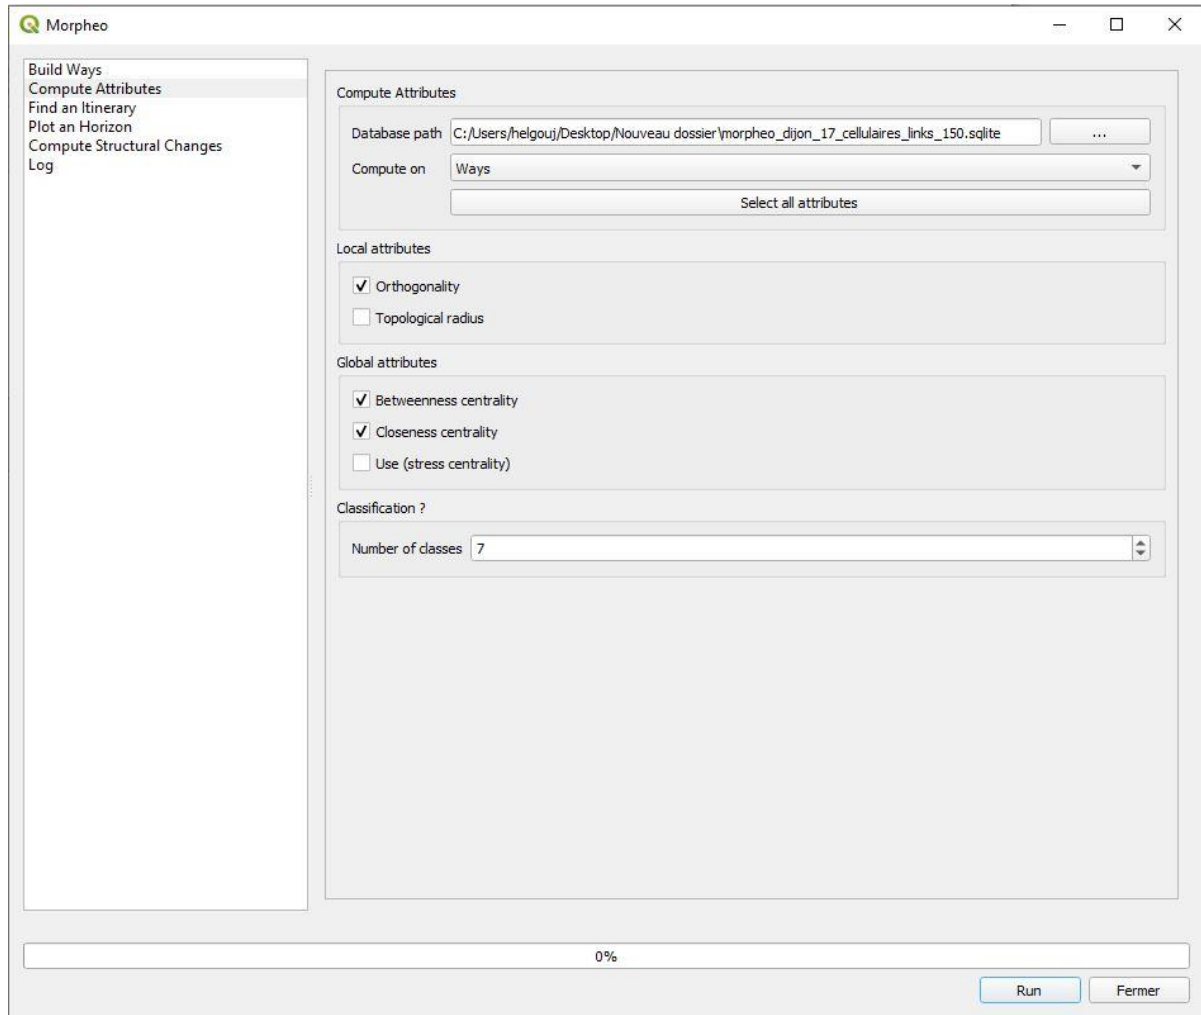 Morpheo
Build Ways
Compute Attributes
Find an Itinerary
Plot an Horizon
Compute Structural Changes
Log
Compute Attributes
Database path C:/Users/helgouj/Desktop/Nouveau dossier\morpheo_dijon_17_cellulaires_links_150.sqlite ...
Compute on Ways
Select all attributes
Local attributes
Orthogonality
Topological radius
Global attributes
Betweenness centrality
Closeness centrality
Use (stress centrality)
Classification ?
Number of classes 7
0%
Run Fermer